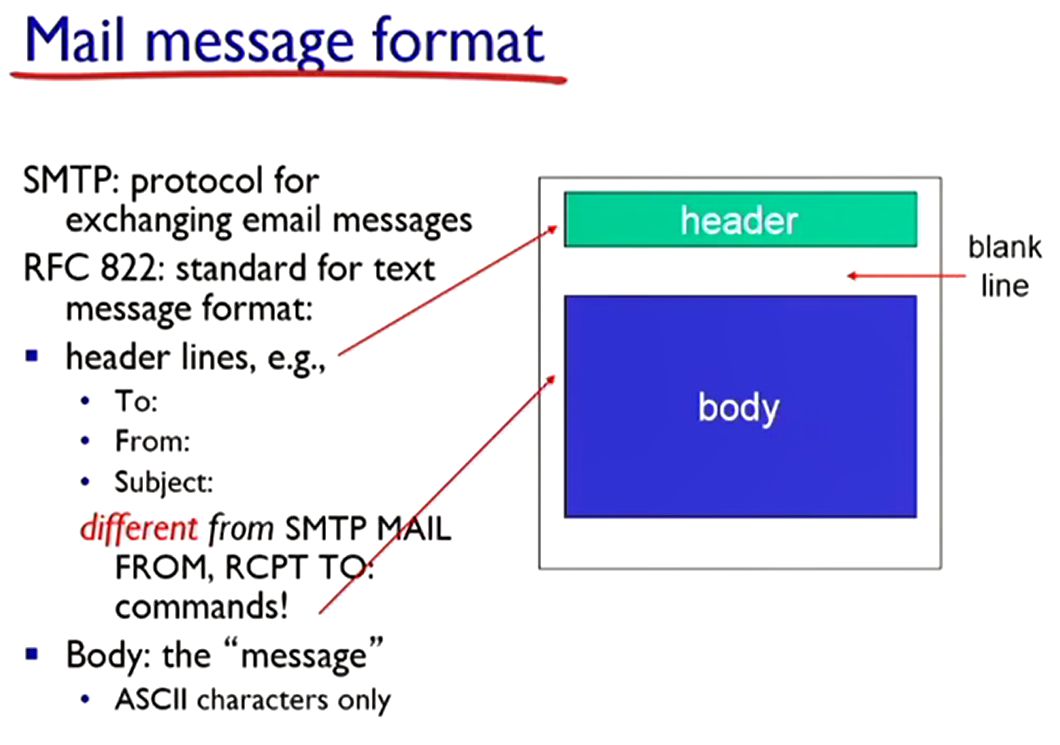 Mail message format
SMTP: protocol for
exchanging email messages
RFC 822: standard for text
message format:
▪ header lines, e.g.,
• To:
• From:
• Subject:
different from SMTP MAIL
FROM, RCPT TO:
commands!
▪ Body: the “message”
• ASCII characters only
header
blank
line
body